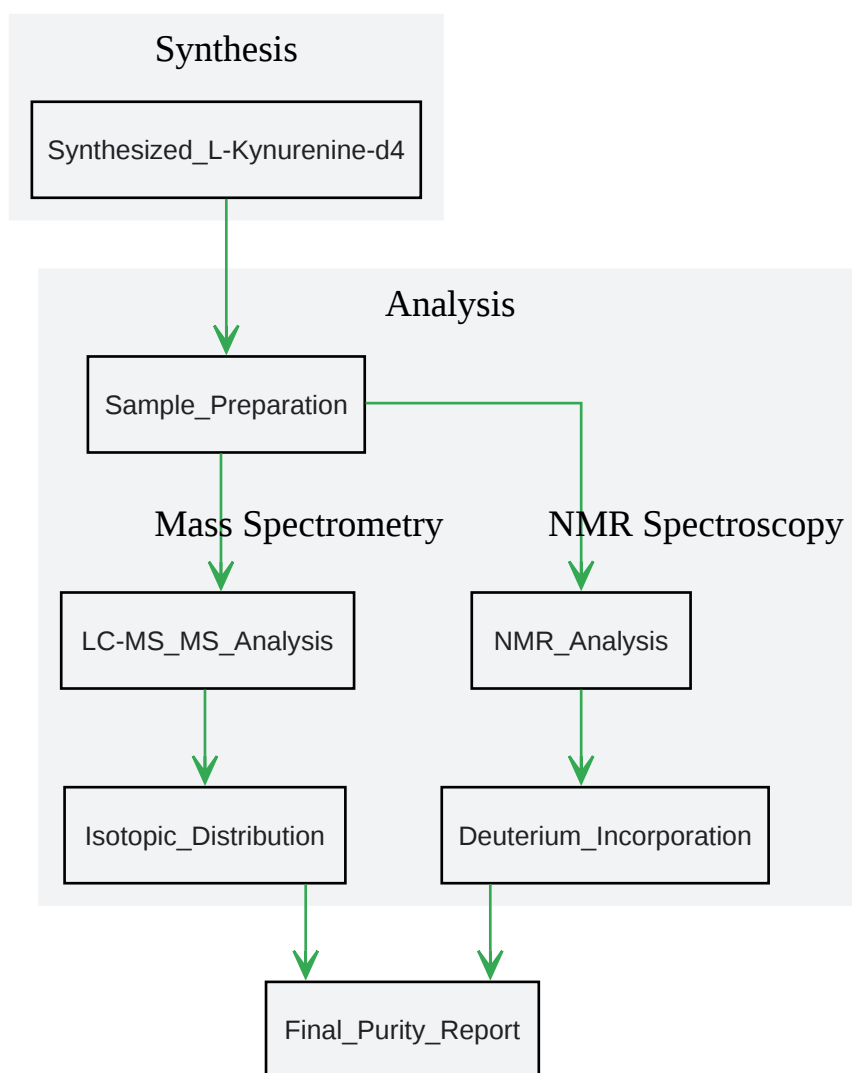 Synthesis
Synthesized_L-Kynurenine-d4
Analysis
Sample_Preparation
Mass Spectrometry
NMR Spectroscopy
LC-MS_MS_Analysis
NMR_Analysis
Isotopic_Distribution
Deuterium_Incorporation
Final_Purity_Report